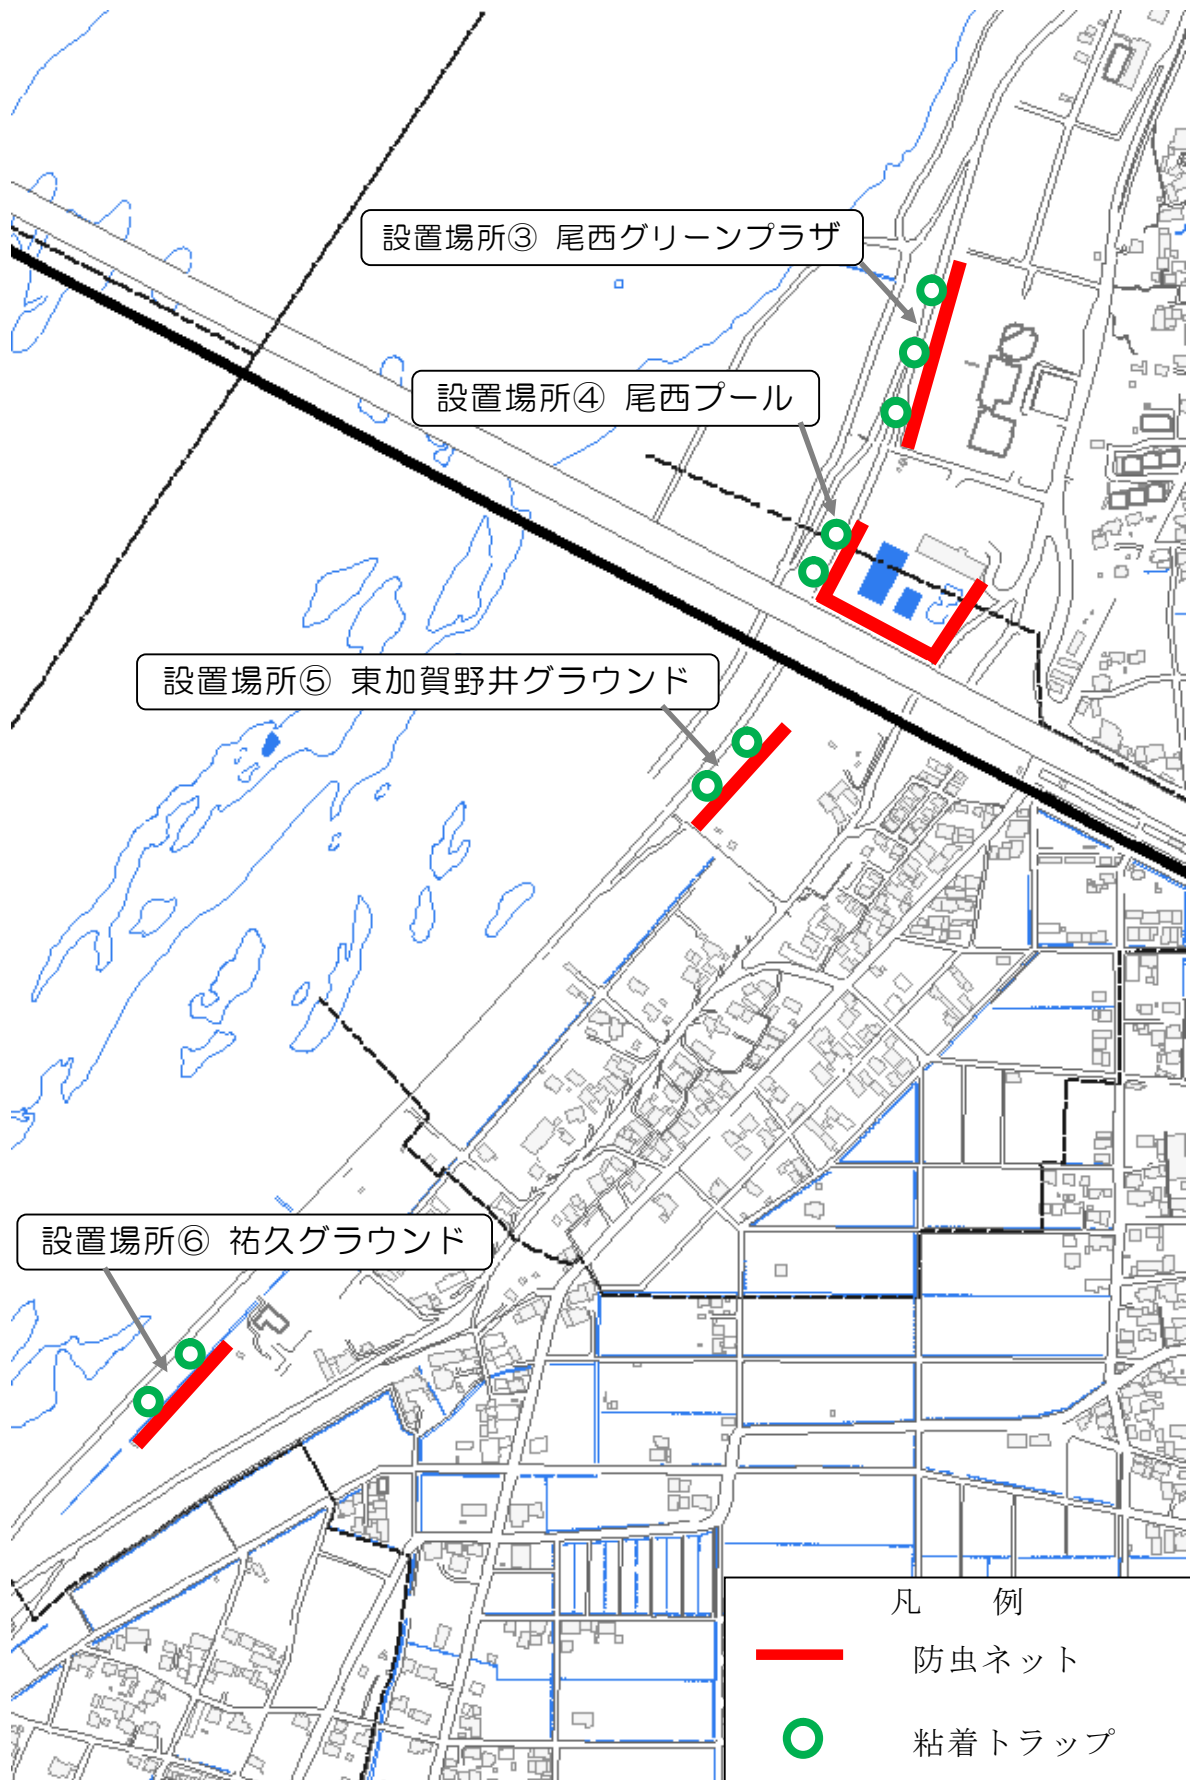 設置場所③ 尾西グリーンプラザ
設置場所④ 尾西プール
設置場所⑤ 東加賀野井グラウンド
設置場所⑥ 祐久グラウンド
凡 例
防虫ネット
粘着トラップ